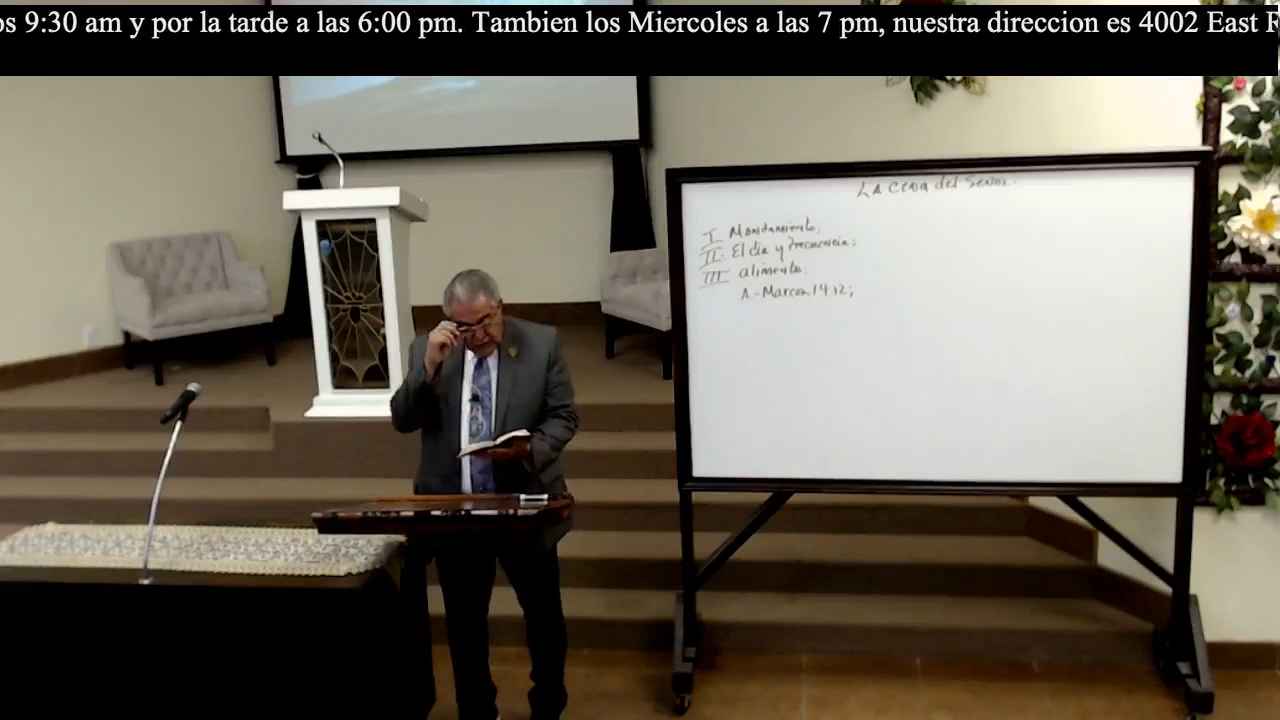 os 9:30 am y por la tarde a las 6:00 pm. Tambien los Miercoles a las 7 pm, nuestra direccion es 4002 East R
La Cena del Señor.
I Mandamiento;
II. El dia y frecuencia;
III alimento;
A.-Marcos 14:12;